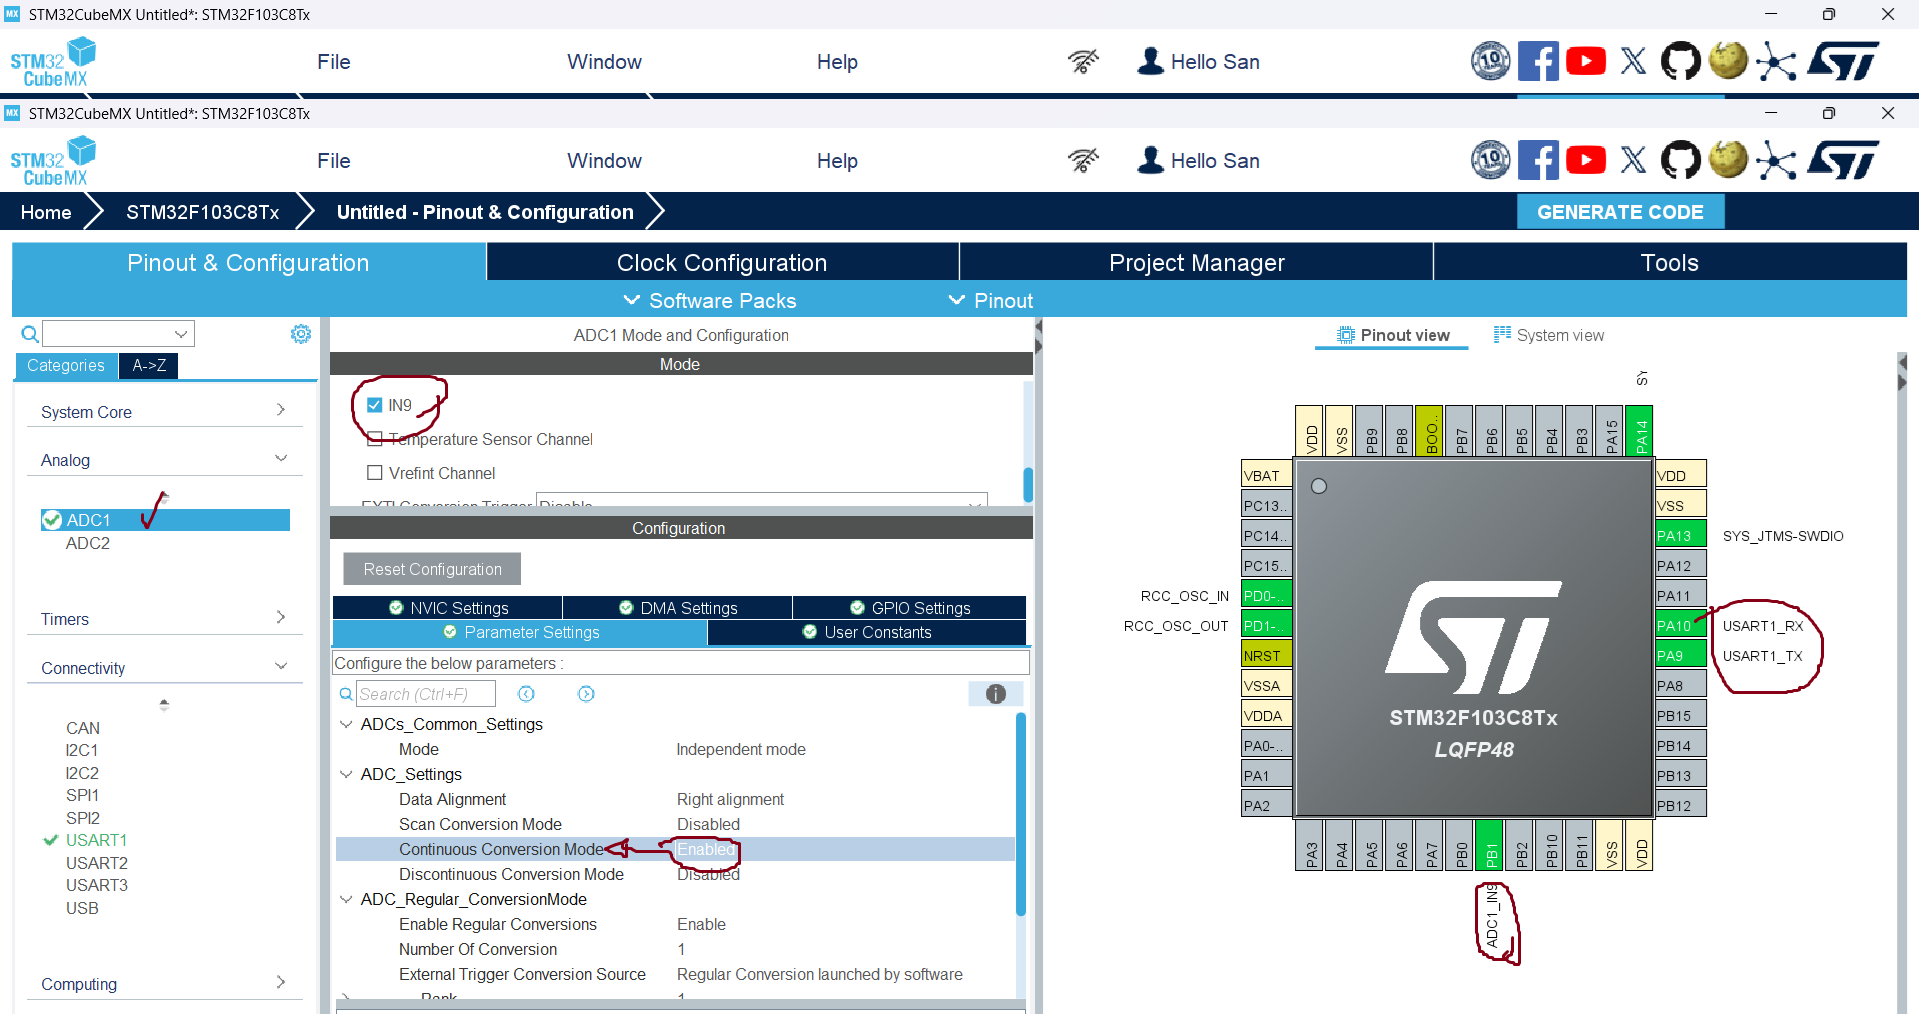 MX STM32CubeMX Untitled*: STM32F103C8Tx
STM32 CubeMX
File Window Help Hello San
10 ST
MX STM32CubeMX Untitled*: STM32F103C8Tx
STM32 CubeMX
File Window Help Hello San
10 ST
Home STM32F103C8Tx Untitled - Pinout & Configuration GENERATE CODE
Pinout & Configuration Clock Configuration Project Manager Tools
Software Packs Pinout
Categories A->Z
System Core
Analog
ADC1
ADC2
Timers
Connectivity
CAN
I2C1
I2C2
SPI1
SPI2
USART1
USART2
USART3
USB
Computing
ADC1 Mode and Configuration
Mode
IN9
Temperature Sensor Channel
Vrefint Channel
EXTI Conversion Trigger Disable
Configuration
Reset Configuration
NVIC Settings DMA Settings GPIO Settings
Parameter Settings User Constants
Configure the below parameters :
Search (Ctrl+F)
ADCs_Common_Settings
Mode Independent mode
ADC_Settings
Data Alignment Right alignment
Scan Conversion Mode Disabled
Continuous Conversion Mode Enabled
Discontinuous Conversion Mode Disabled
ADC_Regular_ConversionMode
Enable Regular Conversions Enable
Number Of Conversion 1
External Trigger Conversion Source Regular Conversion launched by software
Rank 1
Pinout view System view
SY
VDD VSS PB9 PB8 BOO.. PB7 PB6 PB5 PB4 PB3 PA15 PA14
VBAT VDD
PC13.. VSS
PC14.. PA13 SYS_JTMS-SWDIO
PC15.. PA12
RCC_OSC_IN PD0-.. PA11
RCC_OSC_OUT PD1-.. PA10 USART1_RX
NRST PA9 USART1_TX
VSSA PA8
VDDA PB15
PA0-.. PB14
PA1 PB13
PA2 PB12
ST
STM32F103C8Tx
LQFP48
PA3 PA4 PA5 PA6 PA7 PB0 PB1 PB2 PB10 PB11 VSS VDD
ADC1_IN9